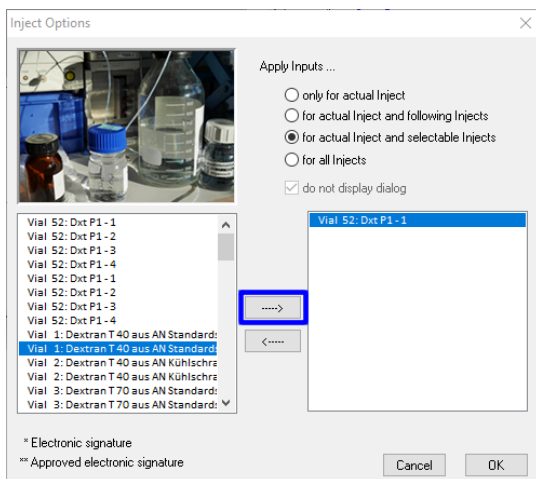 Inject Options
Apply Inputs ...
only for actual Inject
for actual Inject and following Injects
for actual Inject and selectable Injects
for all Injects
do not display dialog
Vial 52: Dxt P1 - 1
Vial 52: Dxt P1 - 2
Vial 52: Dxt P1 - 3
Vial 52: Dxt P1 - 4
Vial 52: Dxt P1 - 1
Vial 52: Dxt P1 - 2
Vial 52: Dxt P1 - 3
Vial 52: Dxt P1 - 4
Vial 1: Dextran T 40 aus AN Standards
Vial 1: Dextran T 40 aus AN Standards
Vial 2: Dextran T 40 aus AN Kühlschra
Vial 2: Dextran T 40 aus AN Kühlschra
Vial 3: Dextran T 70 aus AN Standards
Vial 3: Dextran T 70 aus AN Standards
----->
<-----
Vial 52: Dxt P1 - 1
* Electronic signature
** Approved electronic signature
Cancel
OK